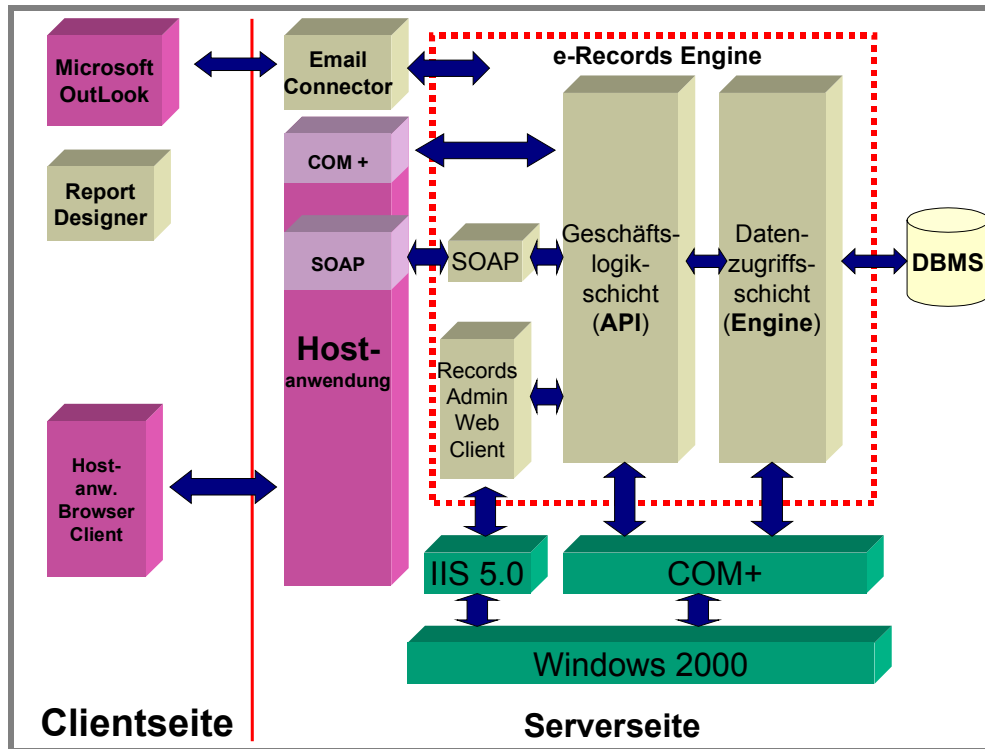 Microsoft
OutLook
Email
Connector
e-Records Engine
COM +
Report
Designer
SOAP
SOAP
Geschäfts-
logik-
schicht
(API)
Daten-
zugriffs-
schicht
(Engine)
DBMS
Host-
anwendung
Records
Admin
Web
Client
Host-
anw.
Browser
Client
IIS 5.0
COM+
Windows 2000
Clientseite
Serverseite